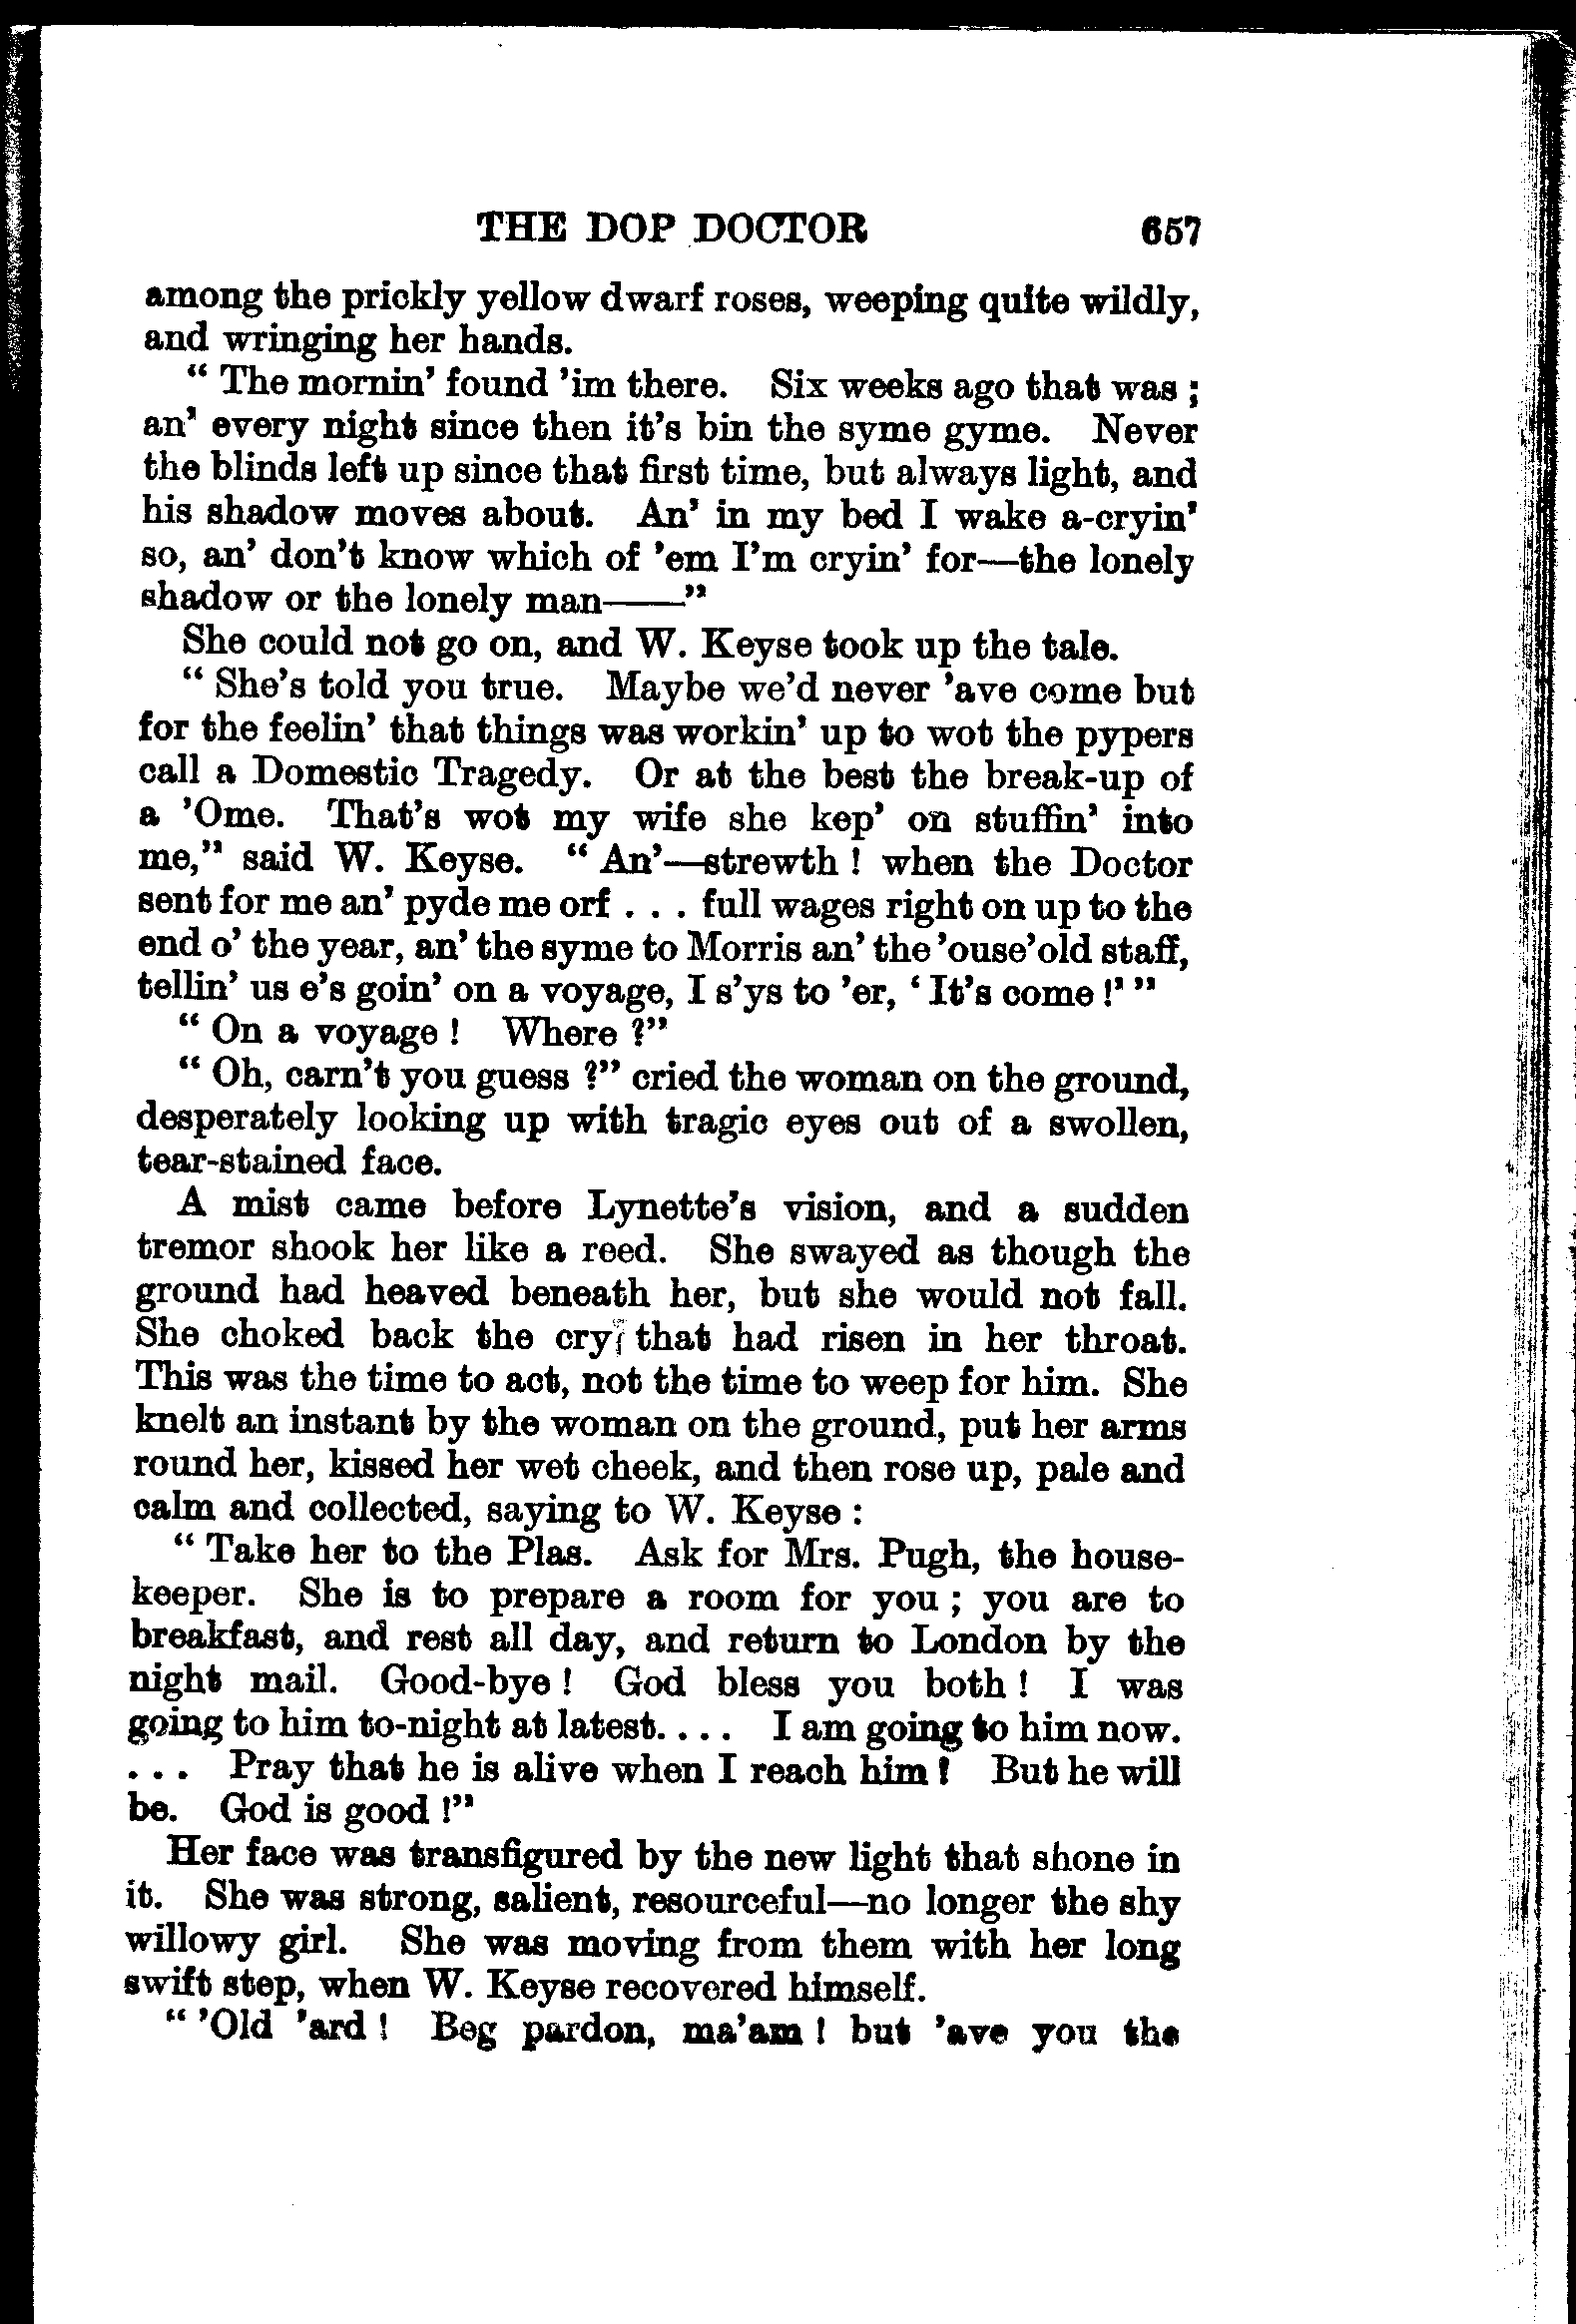 THE DOP DOCTOR 657
among the prickly yellow dwarf roses, weeping quite wildly,
and wringing her hands.
“ The mornin’ found ’im there. Six weeks ago that was ;
an’ every night since then it’s bin the syme gyme. Never
the blinds left up since that first time, but always light, and
his shadow moves about. An’ in my bed I wake a-cryin’
so, an’ don’t know which of ’em I’m cryin’ for—the lonely
shadow or the lonely man——”
She could not go on, and W. Keyse took up the tale.
“ She’s told you true. Maybe we’d never ’ave come but
for the feelin’ that things was workin’ up to wot the pypers
call a Domestic Tragedy. Or at the best the break-up of
a ’Ome. That’s wot my wife she kep’ on stuffin’ into
me,” said W. Keyse. “ An’—strewth ! when the Doctor
sent for me an’ pyde me orf . . . full wages right on up to the
end o’ the year, an’ the syme to Morris an’ the ’ouse’old staff,
tellin’ us e’s goin’ on a voyage, I s’ys to ’er, ‘ It’s come !’ ”
“ On a voyage ! Where ?”
“ Oh, carn’t you guess ?” cried the woman on the ground,
desperately looking up with tragic eyes out of a swollen,
tear-stained face.
A mist came before Lynette’s vision, and a sudden
tremor shook her like a reed. She swayed as though the
ground had heaved beneath her, but she would not fall.
She choked back the cry that had risen in her throat.
This was the time to act, not the time to weep for him. She
knelt an instant by the woman on the ground, put her arms
round her, kissed her wet cheek, and then rose up, pale and
calm and collected, saying to W. Keyse :
“ Take her to the Plas. Ask for Mrs. Pugh, the house-
keeper. She is to prepare a room for you ; you are to
breakfast, and rest all day, and return to London by the
night mail. Good-bye ! God bless you both ! I was
going to him to-night at latest. . . . I am going to him now.
. . . Pray that he is alive when I reach him ! But he will
be. God is good !”
Her face was transfigured by the new light that shone in
it. She was strong, salient, resourceful—no longer the shy
willowy girl. She was moving from them with her long
swift step, when W. Keyse recovered himself.
“ ’Old ’ard ! Beg pardon, ma’am ! but ’ave you the